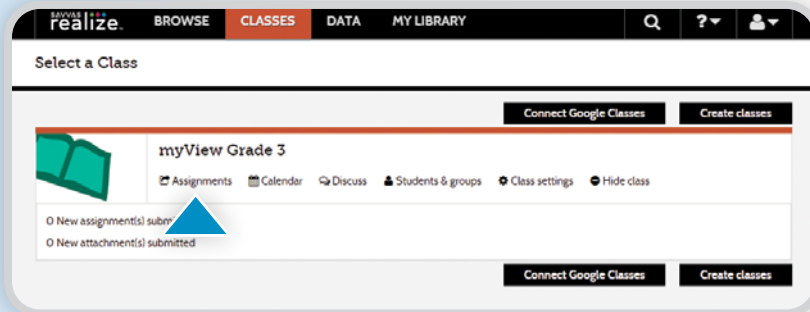 SAVVAS
realize. BROWSE CLASSES DATA MY LIBRARY ?
Select a Class
Connect Google Classes Create classes
myView Grade 3
Assignments Calendar Discuss Students & groups Class settings Hide class
0 New assignment(s) submitted
0 New attachment(s) submitted
Connect Google Classes Create classes